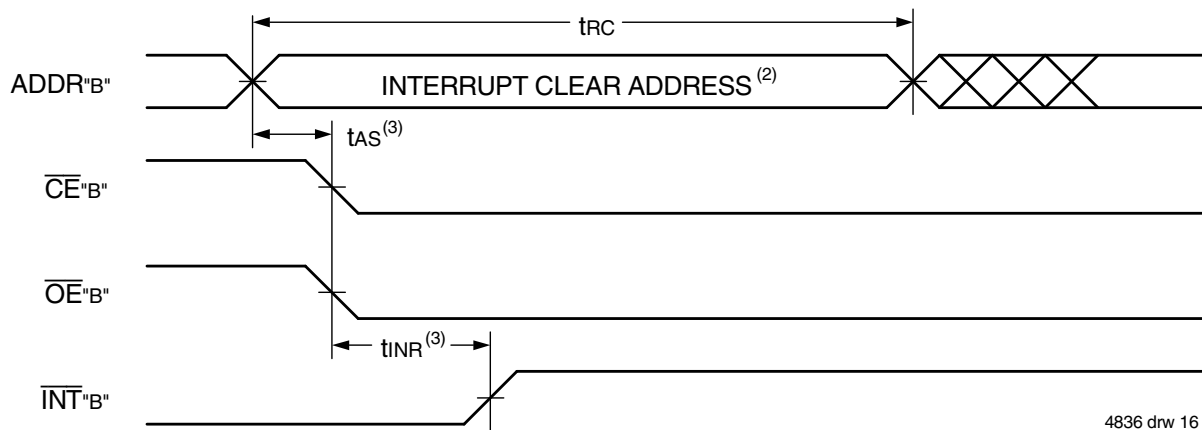 tRC
ADDR"B"
INTERRUPT CLEAR ADDRESS (2)
tAS(3)
CE"B"
OE"B"
tINR(3)
INT"B"
4836 drw 16